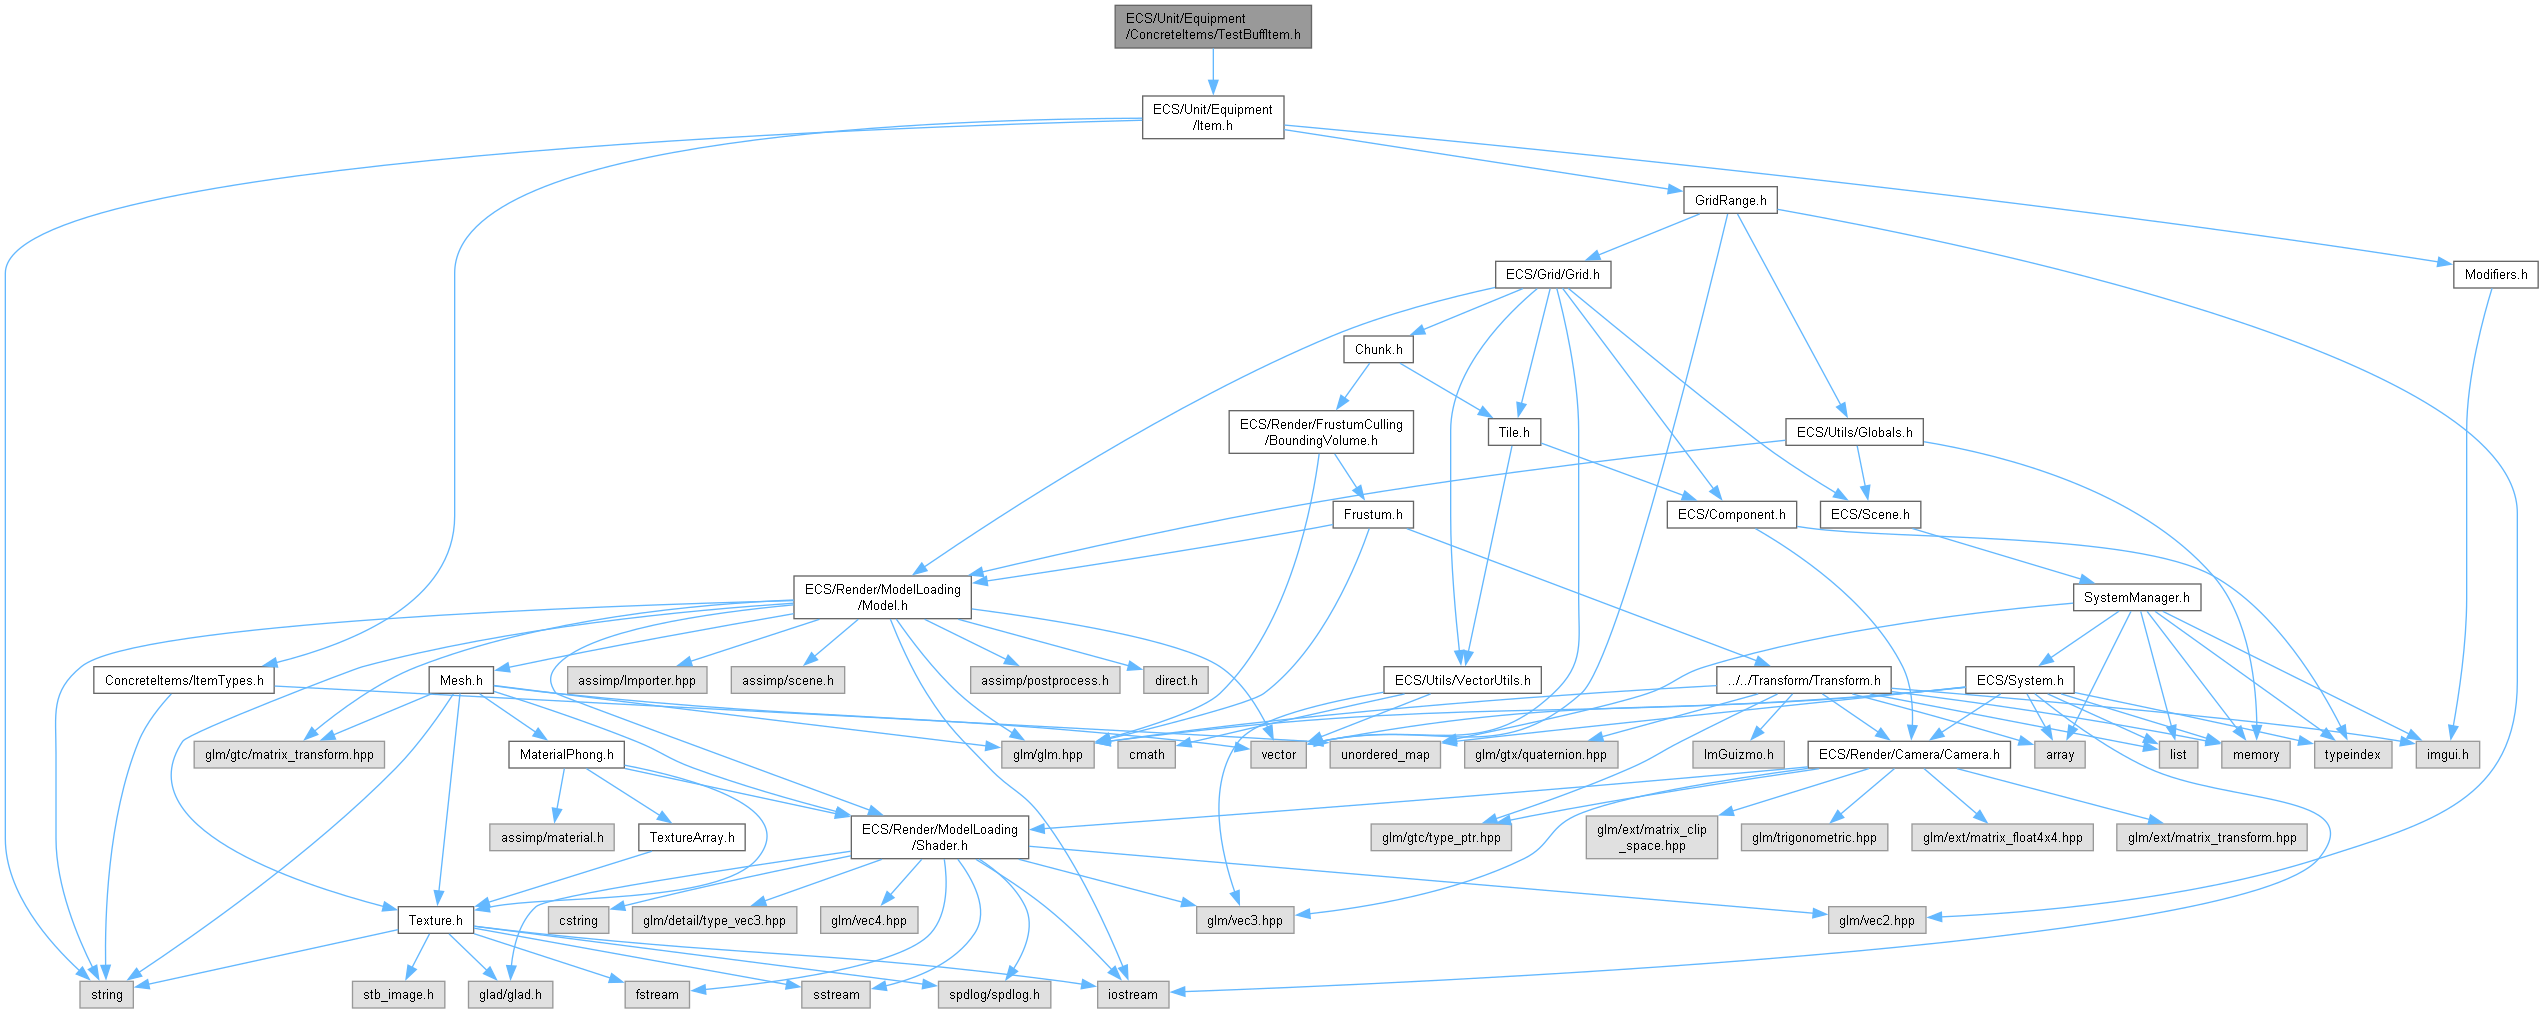 ECS/Unit/Equipment
/ConcreteItems/TestBuffItem.h
ECS/Unit/Equipment
/Item.h
GridRange.h
ECS/Grid/Grid.h
Modifiers.h
Chunk.h
ECS/Render/FrustumCulling
/BoundingVolume.h
Tile.h
ECS/Utils/Globals.h
Frustum.h
ECS/Component.h
ECS/Scene.h
ECS/Render/ModelLoading
/Model.h
SystemManager.h
ConcreteItems/ItemTypes.h
Mesh.h
assimp/Importer.hpp
assimp/scene.h
assimp/postprocess.h
direct.h
ECS/Utils/VectorUtils.h
../../Transform/Transform.h
ECS/System.h
glm/gtc/matrix_transform.hpp
MaterialPhong.h
glm/glm.hpp
cmath
vector
unordered_map
glm/gtx/quaternion.hpp
ImGuizmo.h
ECS/Render/Camera/Camera.h
array
list
memory
typeindex
imgui.h
assimp/material.h
TextureArray.h
ECS/Render/ModelLoading
/Shader.h
glm/gtc/type_ptr.hpp
glm/ext/matrix_clip
_space.hpp
glm/trigonometric.hpp
glm/ext/matrix_float4x4.hpp
glm/ext/matrix_transform.hpp
Texture.h
cstring
glm/detail/type_vec3.hpp
glm/vec4.hpp
glm/vec3.hpp
glm/vec2.hpp
string
stb_image.h
glad/glad.h
fstream
sstream
spdlog/spdlog.h
iostream